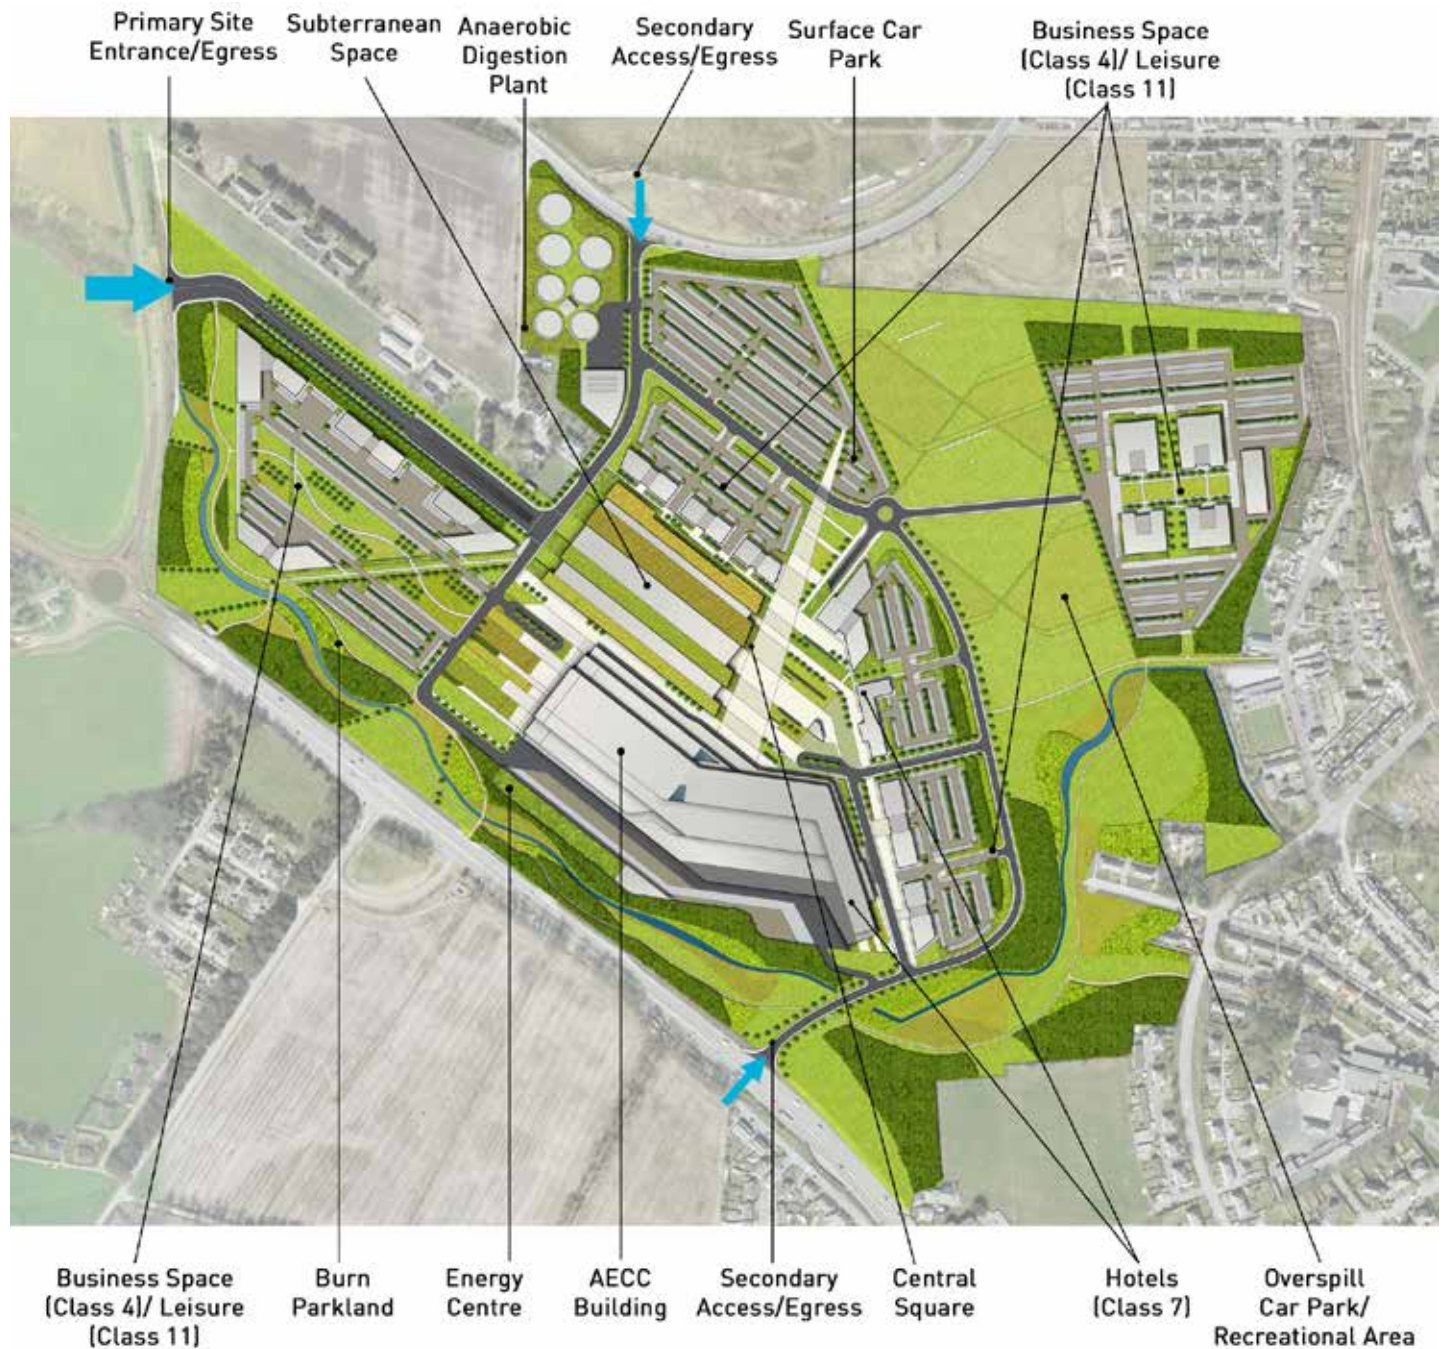 Primary Site
Entrance/Egress
Subterranean
Space
Anaerobic
Digestion
Plant
Secondary
Access/Egress
Surface Car
Park
Business Space
(Class 4)/ Leisure
(Class 11)
Business Space
(Class 4)/ Leisure
(Class 11)
Burn
Parkland
Energy
Centre
AECC
Building
Secondary
Access/Egress
Central
Square
Hotels
(Class 7)
Overspill
Car Park/
Recreational Area